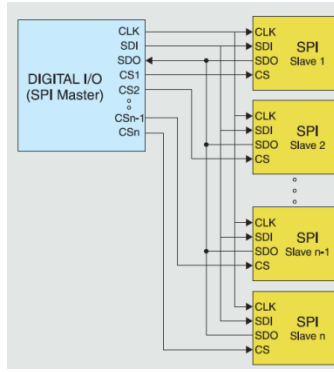 DIGITAL I/O
(SPI Master)
CLK
SDI
SDO
CS1
CS2
CSn-1
CSn
CLK
SDI
SDO
CS
SPI
Slave 1
CLK
SDI
SDO
CS
SPI
Slave 2
CLK
SDI
SDO
CS
SPI
Slave n-1
CLK
SDI
SDO
CS
SPI
Slave n